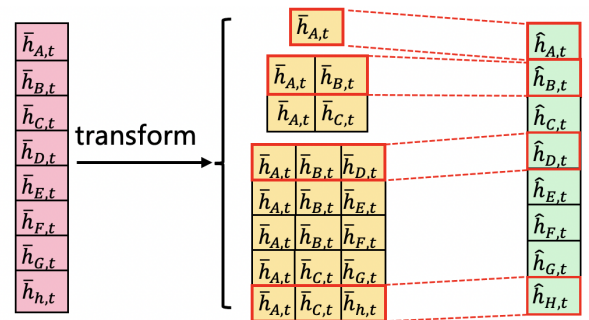 h̄A,t
h̄B,t
h̄C,t
h̄D,t
h̄E,t
h̄F,t
h̄G,t
h̄h,t
transform
h̄A,t
h̄A,t h̄B,t
h̄A,t h̄C,t
h̄A,t h̄B,t h̄D,t
h̄A,t h̄B,t h̄E,t
h̄A,t h̄B,t h̄F,t
h̄A,t h̄C,t h̄G,t
h̄A,t h̄C,t h̄h,t
ĥA,t
ĥB,t
ĥC,t
ĥD,t
ĥE,t
ĥF,t
ĥG,t
ĥH,t